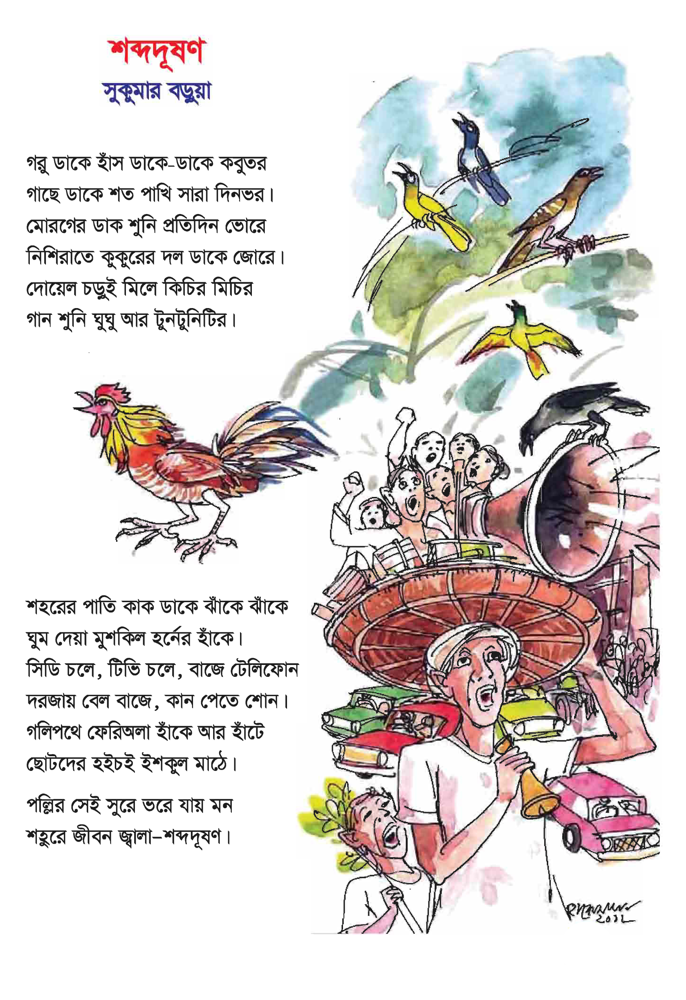 শব্দদূষণ
সুকুমার বড়ুয়া
গরু ডাকে হাঁস ডাকে-ডাকে কবুতর
গাছে ডাকে শত পাখি সারা দিনভর।
মোরগের ডাক শুনি প্রতিদিন ভোরে
নিশিরাতে কুকুরের দল ডাকে জোরে।
দোয়েল চড়ুই মিলে কিচির মিচির
গান শুনি ঘুঘু আর টুনটুনিটির।
শহরের পাতি কাক ডাকে ঝাঁকে ঝাঁকে
ঘুম দেয়া মুশকিল হর্নের হাঁকে।
সিডি চলে, টিভি চলে, বাজে টেলিফোন
দরজায় বেল বাজে, কান পেতে শোন।
গলিপথে ফেরিঅলা হাঁকে আর হাঁটে
ছোটদের হইচই ইশকুল মাঠে।
পল্লির সেই সুরে ভরে যায় মন
শহুরে জীবন জ্বালা–শব্দদূষণ।